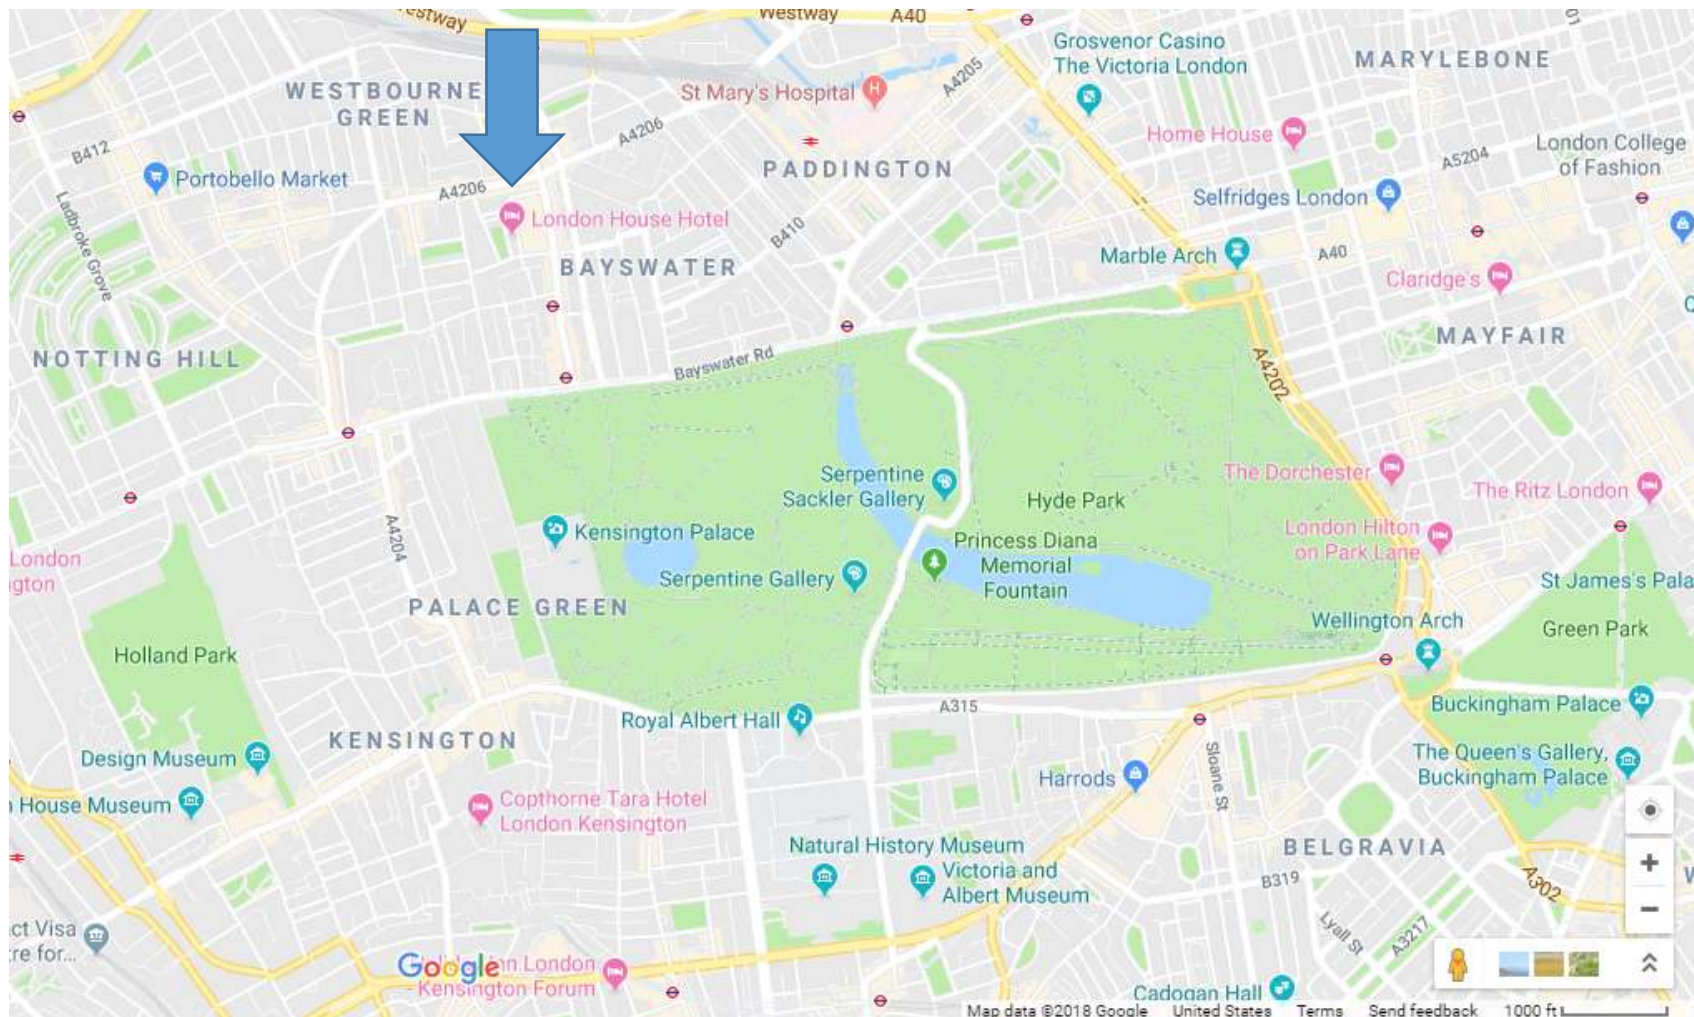 estway
Westway
A40
Grosvenor Casino
The Victoria London
MARYLEBONE
WESTBOURNE
GREEN
St Mary's Hospital
A4205
A4206
Home House
London College
of Fashion
A5204
B412
PADDINGTON
Portobello Market
A4206
Selfridges London
Ladbroke Grove
London House Hotel
B410
Marble Arch
A40
BAYSWATER
Claridge's
MAYFAIR
NOTTING HILL
Bayswater Rd
A4202
Serpentine
Sackler Gallery
Hyde Park
The Dorchester
The Ritz London
London Hilton
on Park Lane
A4204
Kensington Palace
Princess Diana
Memorial
Fountain
London
gton
Serpentine Gallery
St James's Pala
PALACE GREEN
Wellington Arch
Green Park
Holland Park
Royal Albert Hall
A315
Buckingham Palace
KENSINGTON
Design Museum
Sloane St
The Queen's Gallery,
Buckingham Palace
Harrods
House Museum
Copthorne Tara Hotel
London Kensington
Natural History Museum
Victoria and
Albert Museum
BELGRAVIA
B319
A302
Lyall St
A3217
ct Visa
re for...
Google
nn London
Kensington Forum
Cadogan Hall
Map data ©2018 Google United States Terms Send feedback 1000 ft